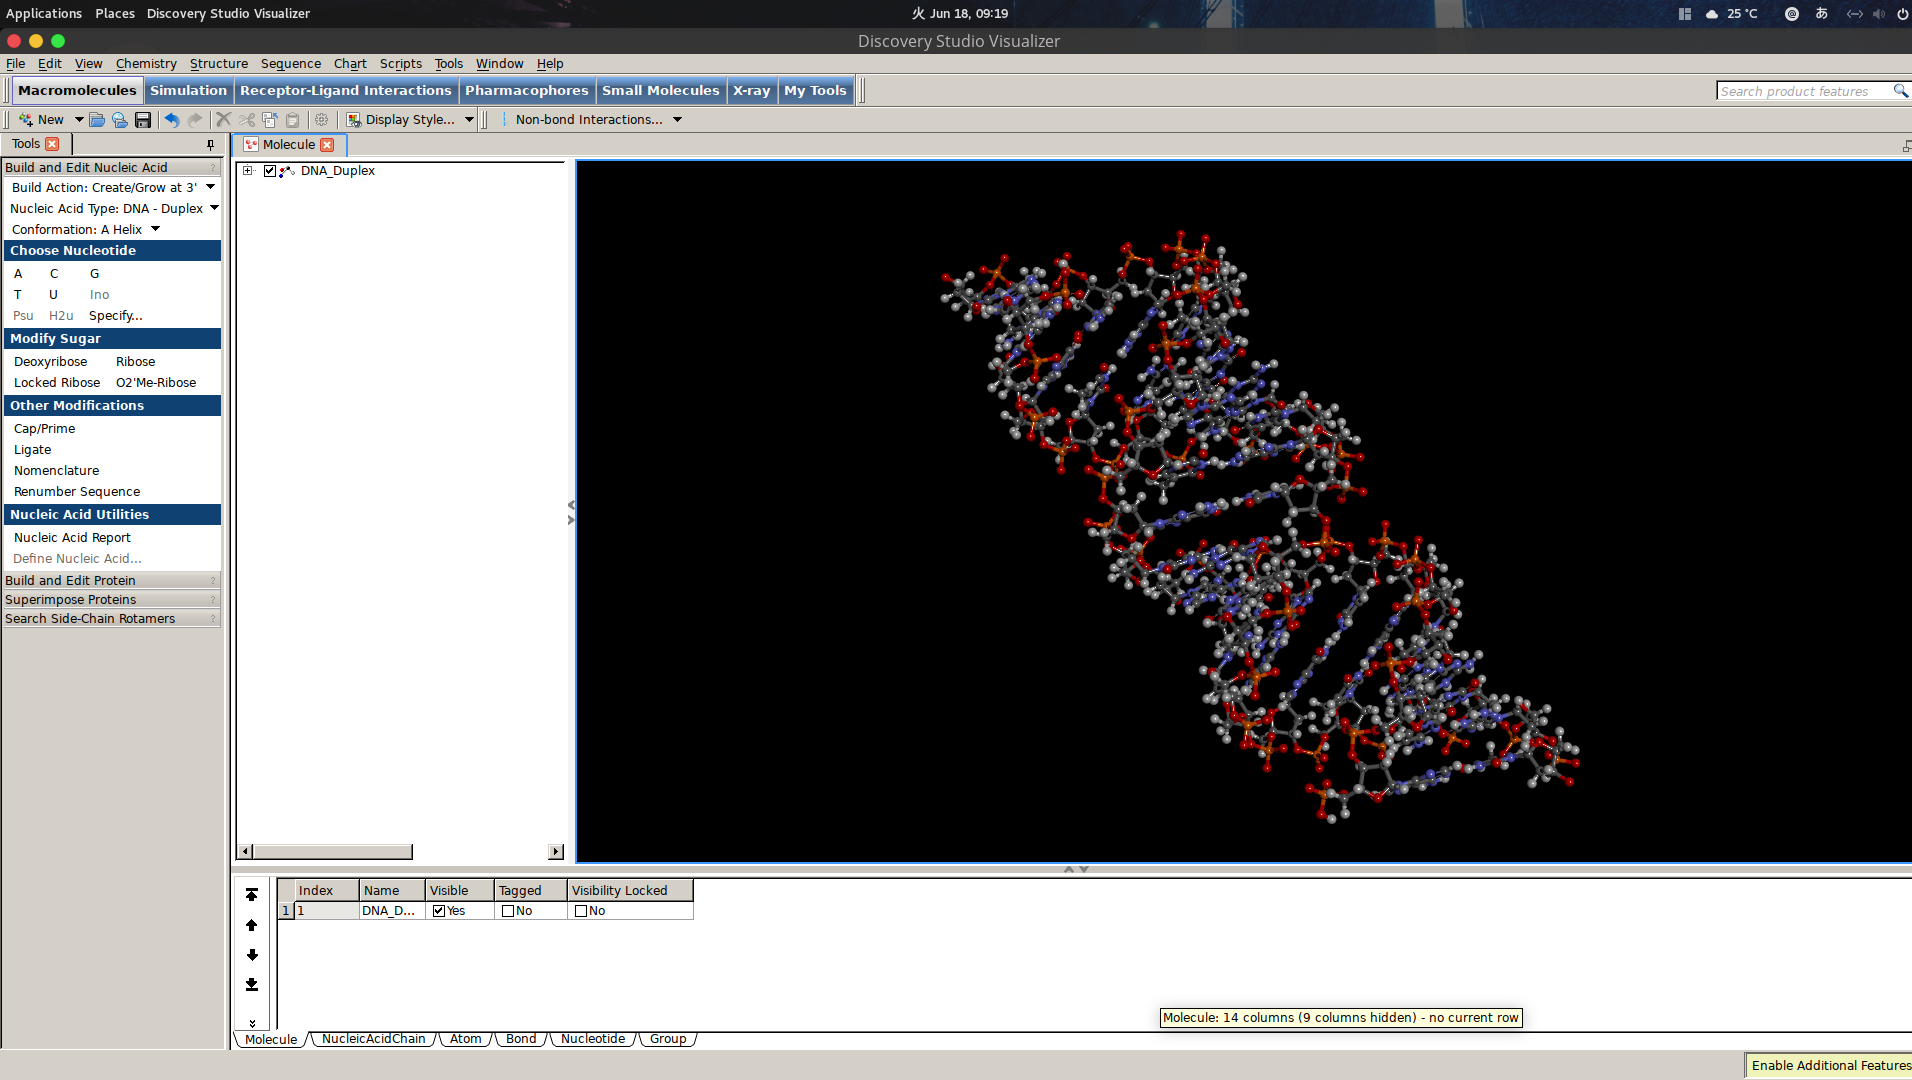 Applications Places Discovery Studio Visualizer 火 Jun 18, 09:19 25 °C あ
Discovery Studio Visualizer
File Edit View Chemistry Structure Sequence Chart Scripts Tools Window Help
Macromolecules Simulation Receptor-Ligand Interactions Pharmacophores Small Molecules X-ray My Tools Search product features
New Display Style... Non-bond Interactions...
Tools Molecule
Build and Edit Nucleic Acid ?
Build Action: Create/Grow at 3'
Nucleic Acid Type: DNA - Duplex
Conformation: A Helix
Choose Nucleotide
A C G
T U Ino
Psu H2u Specify...
Modify Sugar
Deoxyribose Ribose
Locked Ribose O2'Me-Ribose
Other Modifications
Cap/Prime
Ligate
Nomenclature
Renumber Sequence
Nucleic Acid Utilities
Nucleic Acid Report
Define Nucleic Acid...
Build and Edit Protein ?
Superimpose Proteins ?
Search Side-Chain Rotamers ?
DNA_Duplex
Index Name Visible Tagged Visibility Locked
1 1 DNA_D... Yes No No
Molecule: 14 columns (9 columns hidden) - no current row
Molecule NucleicAcidChain Atom Bond Nucleotide Group
Enable Additional Features